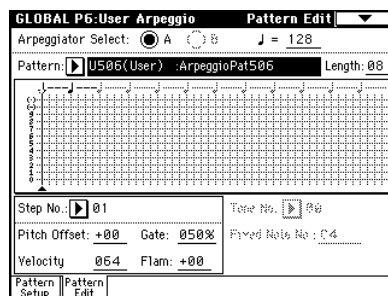 GLOBAL P6:User Arpeggio Pattern Edit
Arpeggiator Select: A B ♩ = 128
Pattern: U506(User) :ArpeggioPat506 Length: 08
Step No.: 01 Tone No. 00
Pitch Offset: +00 Gate: 050% Fixed Note No.: C4
Velocity 064 Flam: +00
Pattern Setup Pattern Edit